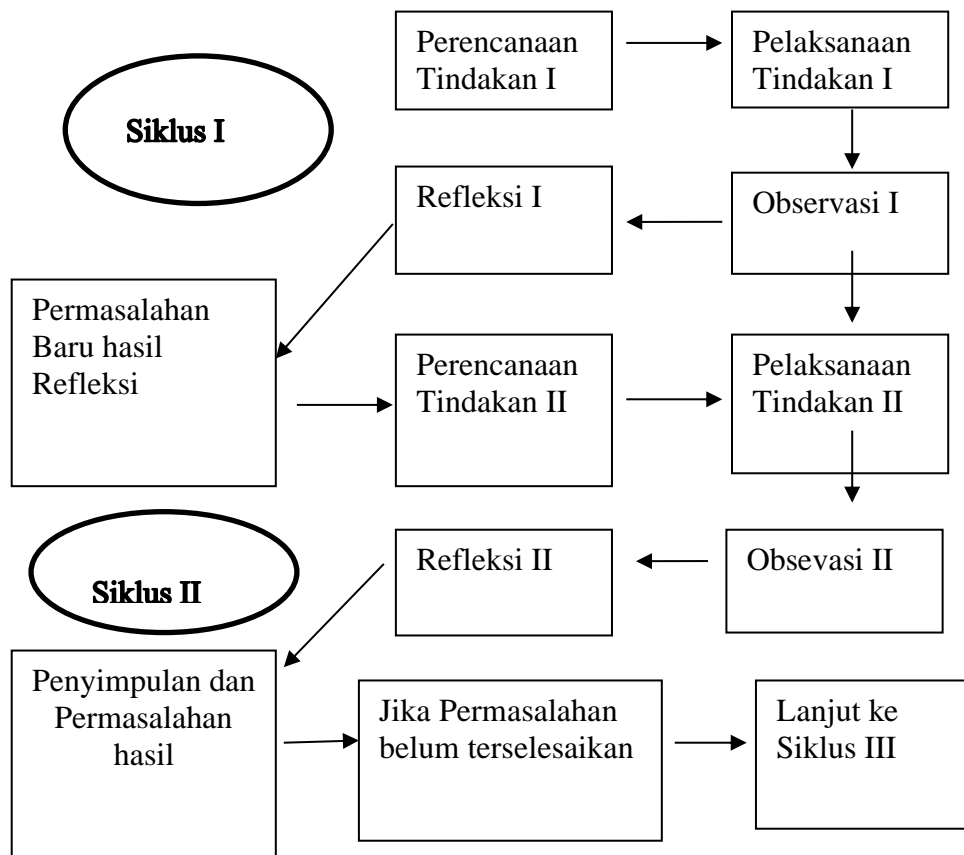 Perencanaan
Tindakan I
Pelaksanaan
Tindakan I
Siklus I
Refleksi I
Observasi I
Permasalahan
Baru hasil
Refleksi
Perencanaan
Tindakan II
Pelaksanaan
Tindakan II
Siklus II
Refleksi II
Obsevasi II
Penyimpulan dan
Permasalahan
hasil
Jika Permasalahan
belum terselesaikan
Lanjut ke
Siklus III